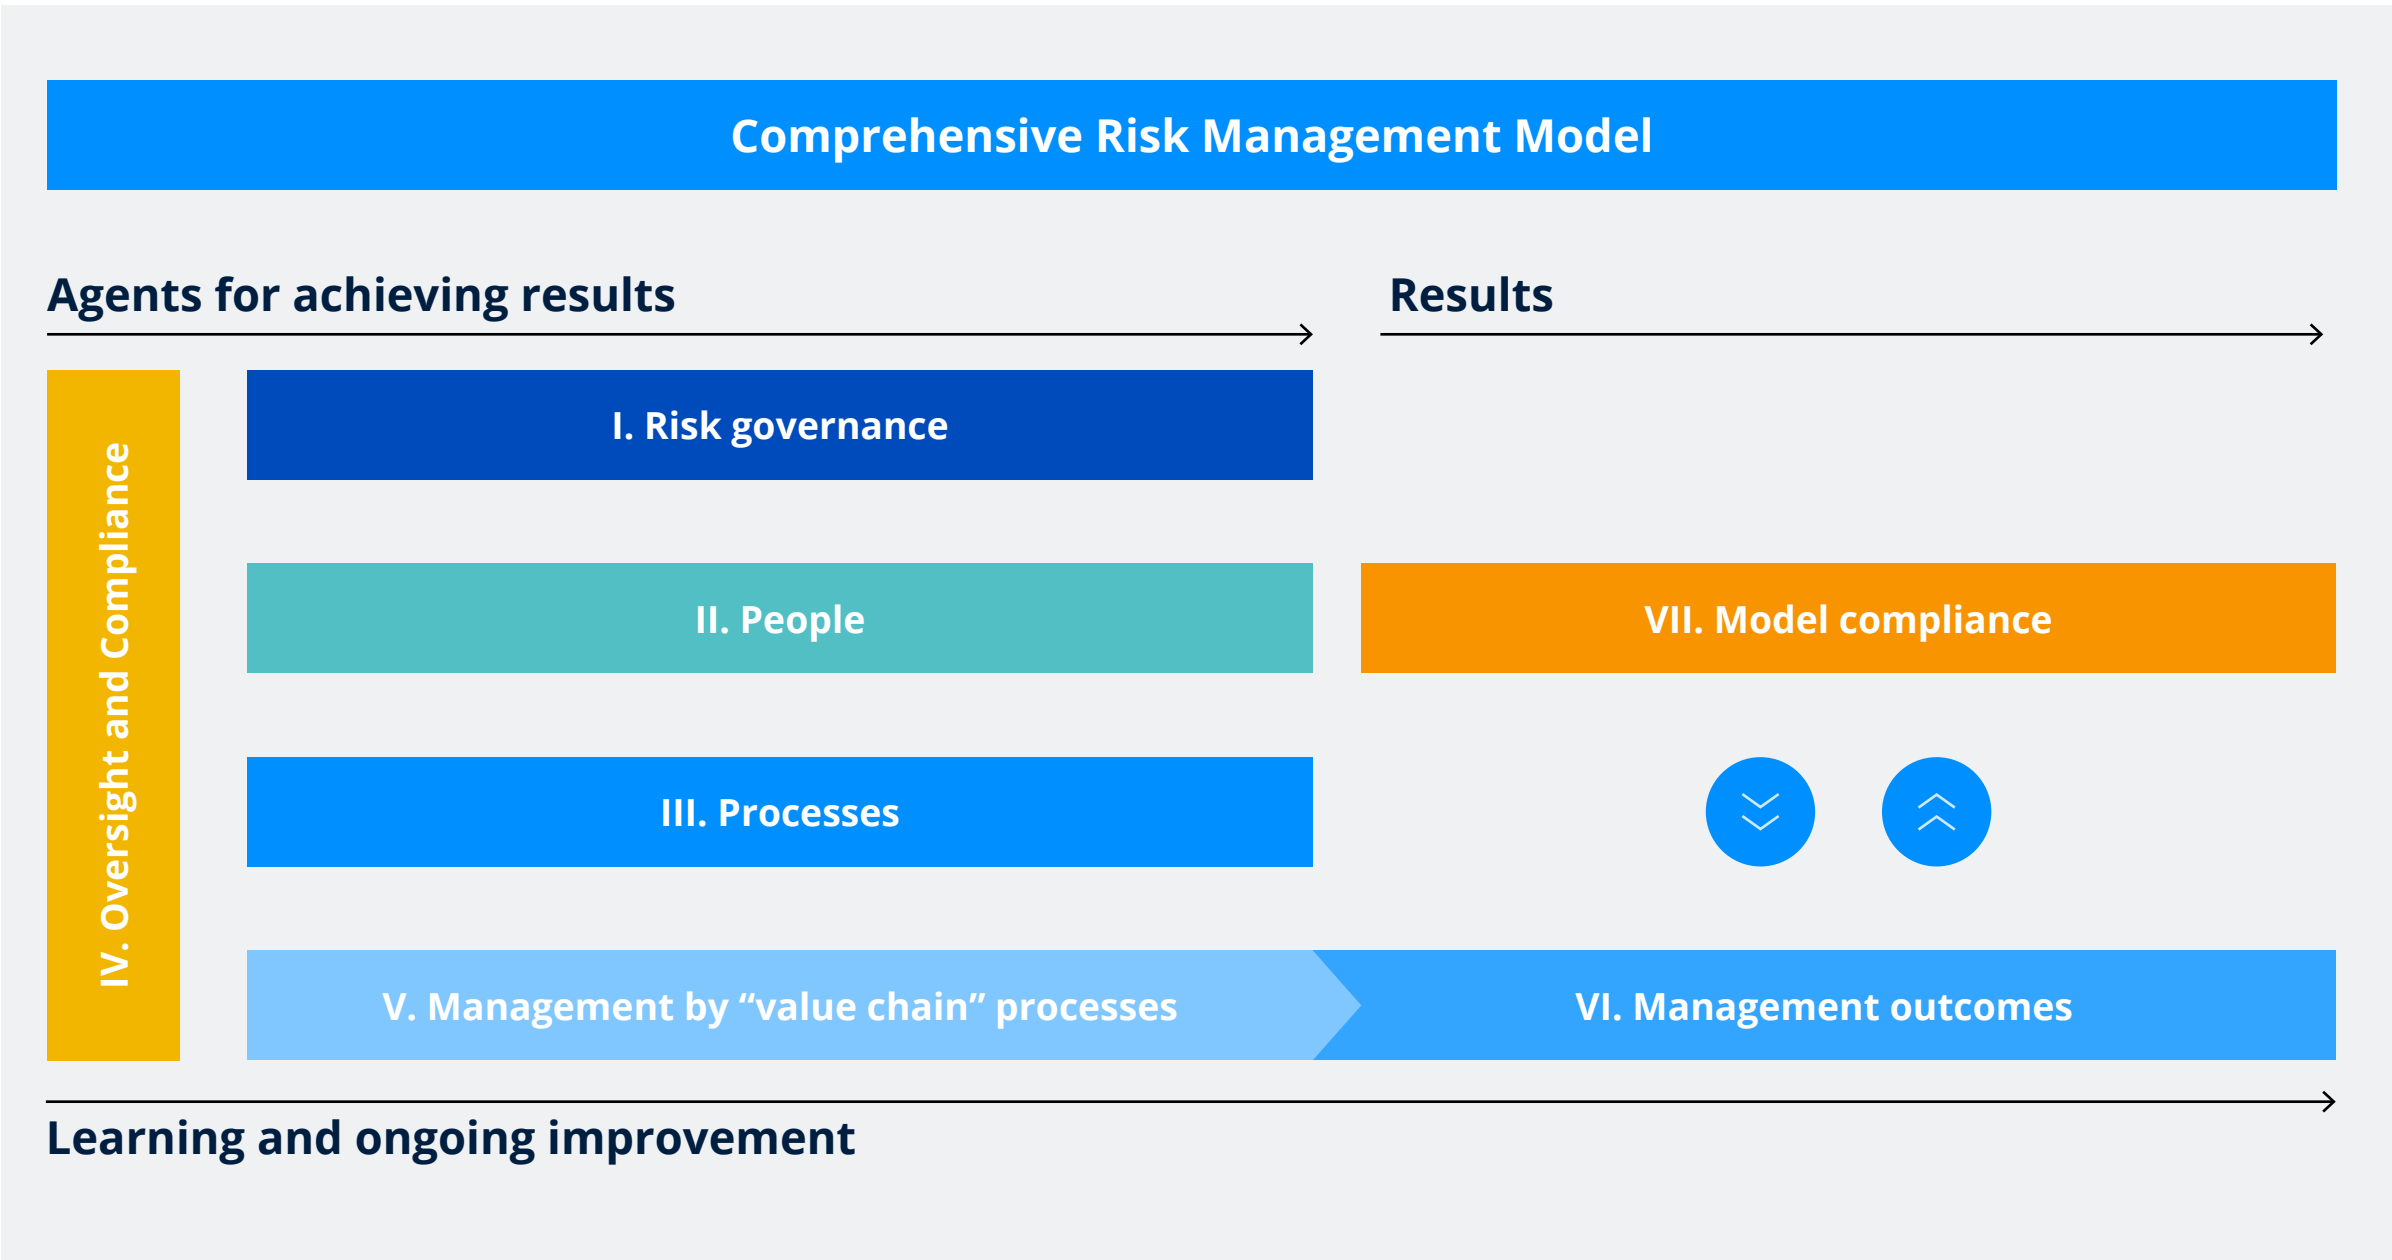 Comprehensive Risk Management Model
Agents for achieving results
Results
IV. Oversight and Compliance
I. Risk governance
II. People
VII. Model compliance
III. Processes
V. Management by “value chain” processes
VI. Management outcomes
Learning and ongoing improvement